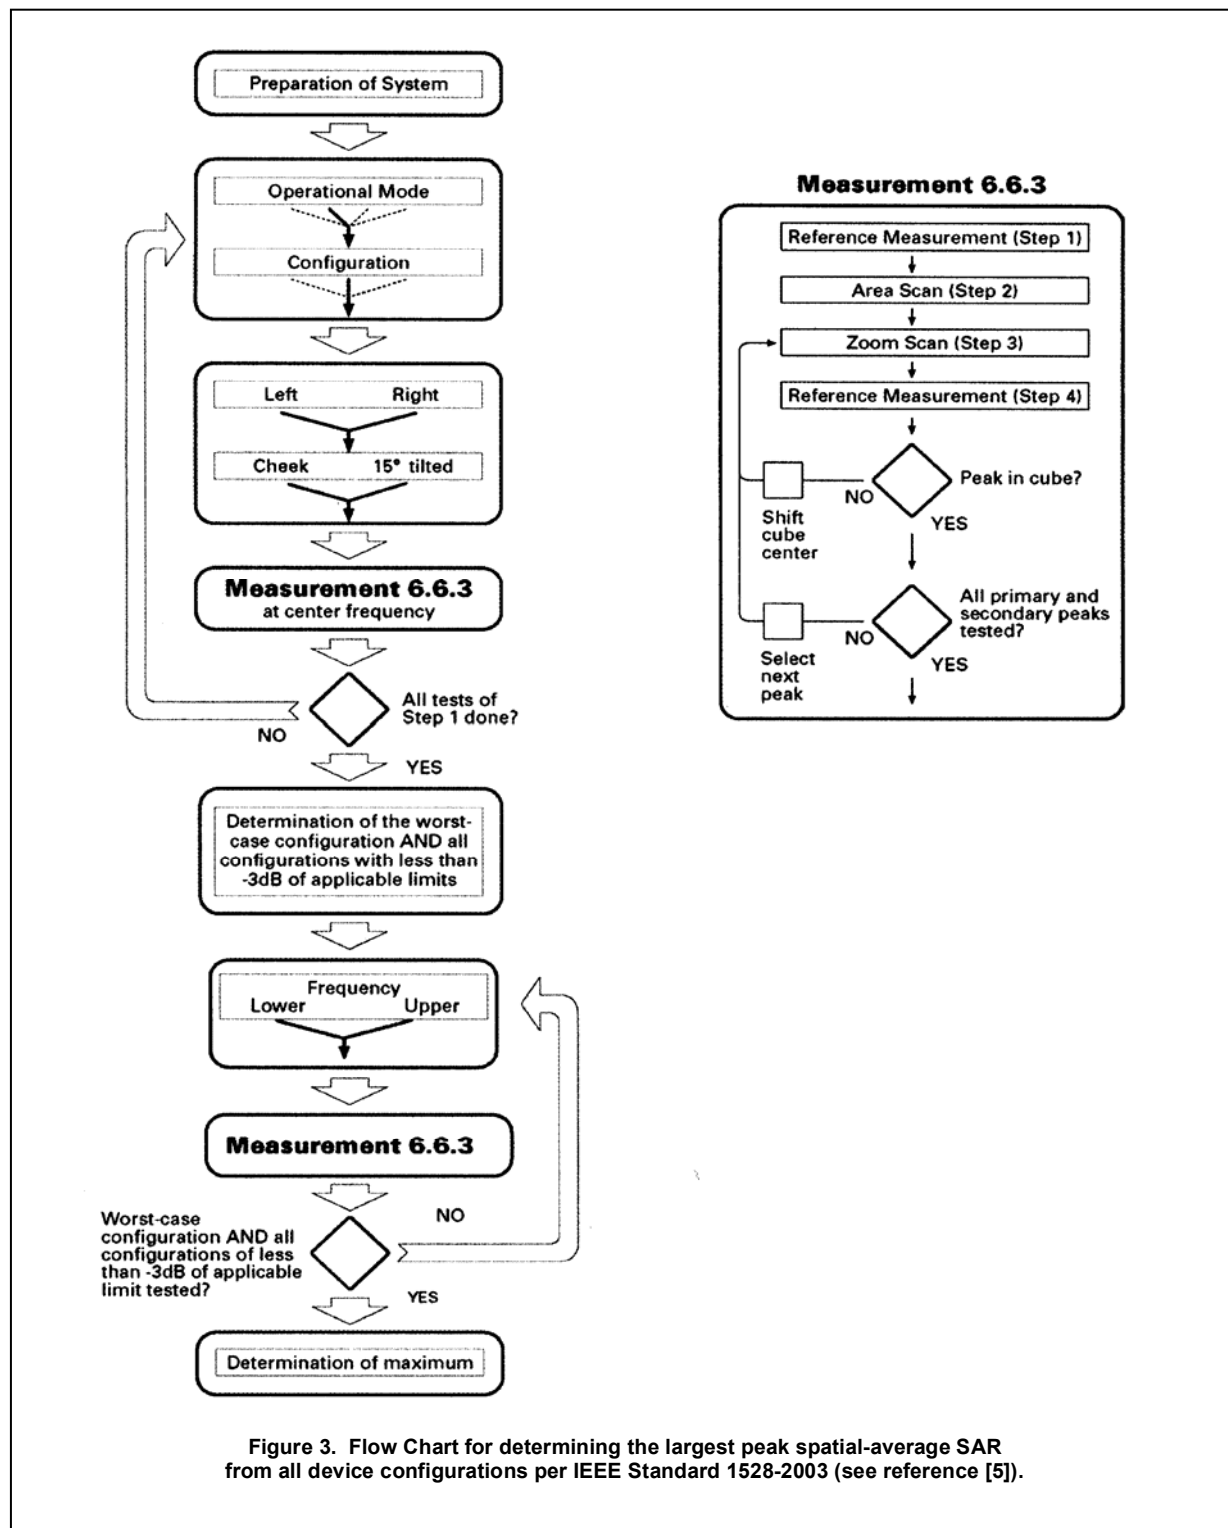 Preparation of System
Operational Mode
Configuration
Left Right
Cheek 15° tilted
Measurement 6.6.3
at center frequency
All tests of
Step 1 done?
NO
YES
Determination of the worst-
case configuration AND all
configurations with less than
-3dB of applicable limits
Frequency
Lower Upper
Measurement 6.6.3
NO
Worst-case
configuration AND all
configurations of less
than -3dB of applicable
limit tested?
YES
Determination of maximum
Measurement 6.6.3
Reference Measurement (Step 1)
Area Scan (Step 2)
Zoom Scan (Step 3)
Reference Measurement (Step 4)
Peak in cube?
NO
Shift
cube
center
YES
All primary and
secondary peaks
tested?
NO
Select
next
peak
YES
Figure 3. Flow Chart for determining the largest peak spatial-average SAR
from all device configurations per IEEE Standard 1528-2003 (see reference [5]).